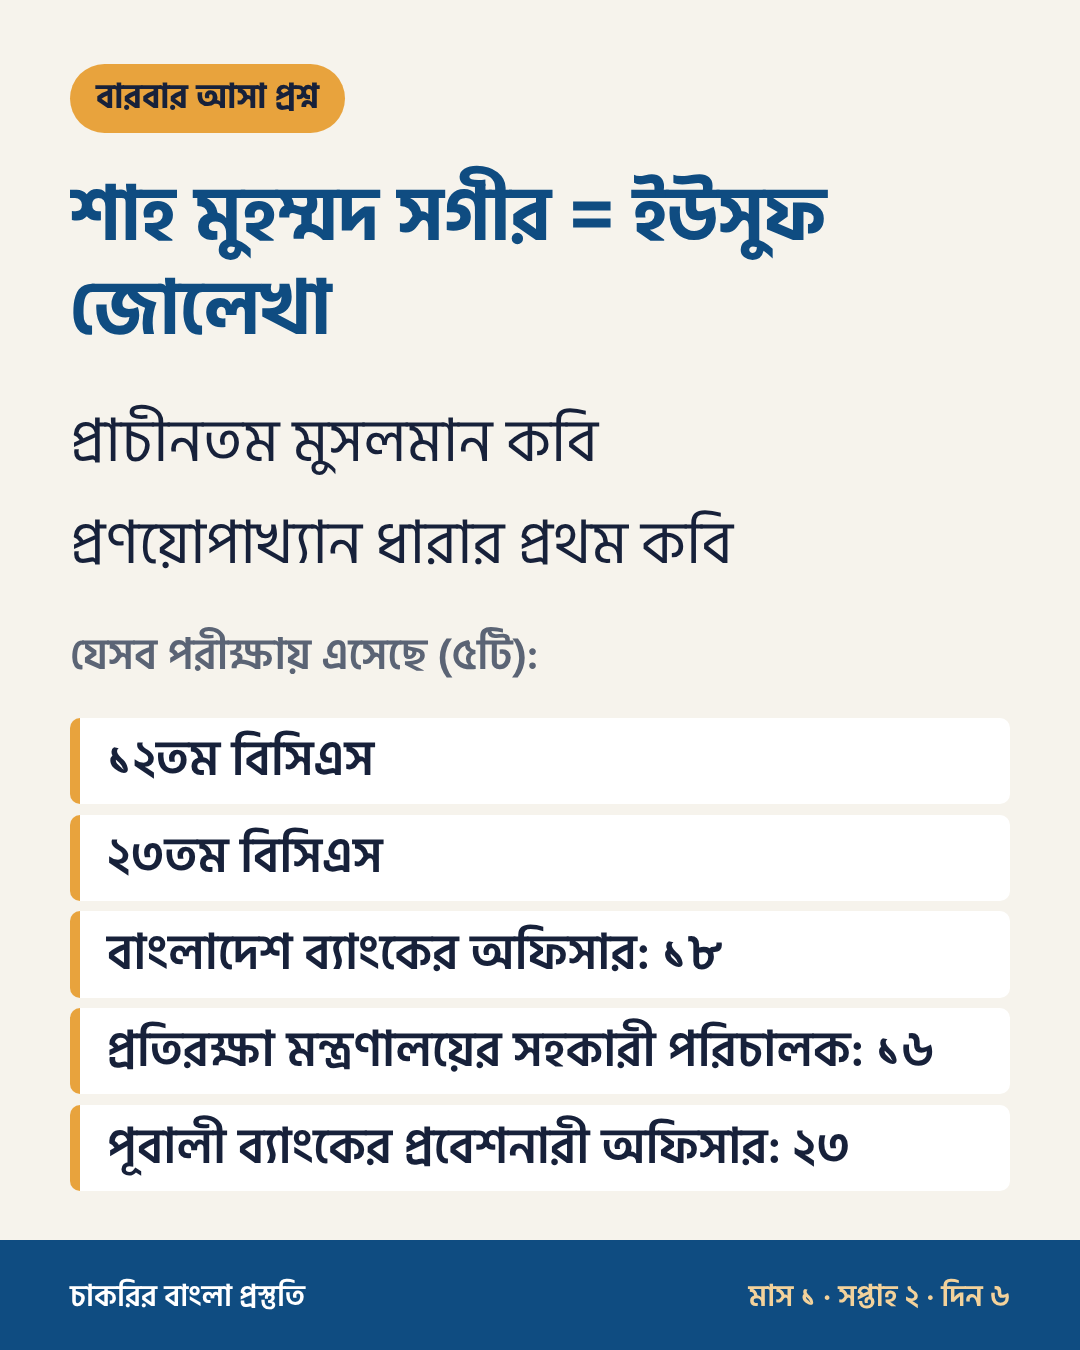 বারবার আসা প্রশ্ন
শাহ মুহম্মদ সগীর = ইউসুফ
জোলেখা
প্রাচীনতম মুসলমান কবি
প্রণয়োপাখ্যান ধারার প্রথম কবি
যেসব পরীক্ষায় এসেছে (৫টি):
১২তম বিসিএস
২৩তম বিসিএস
বাংলাদেশ ব্যাংকের অফিসার: ১৮
প্রতিরক্ষা মন্ত্রণালয়ের সহকারী পরিচালক: ১৬
পূবালী ব্যাংকের প্রবেশনারী অফিসার: ২৩
চাকরির বাংলা প্রস্তুতি
মাস ১ · সপ্তাহ ২ · দিন ৬